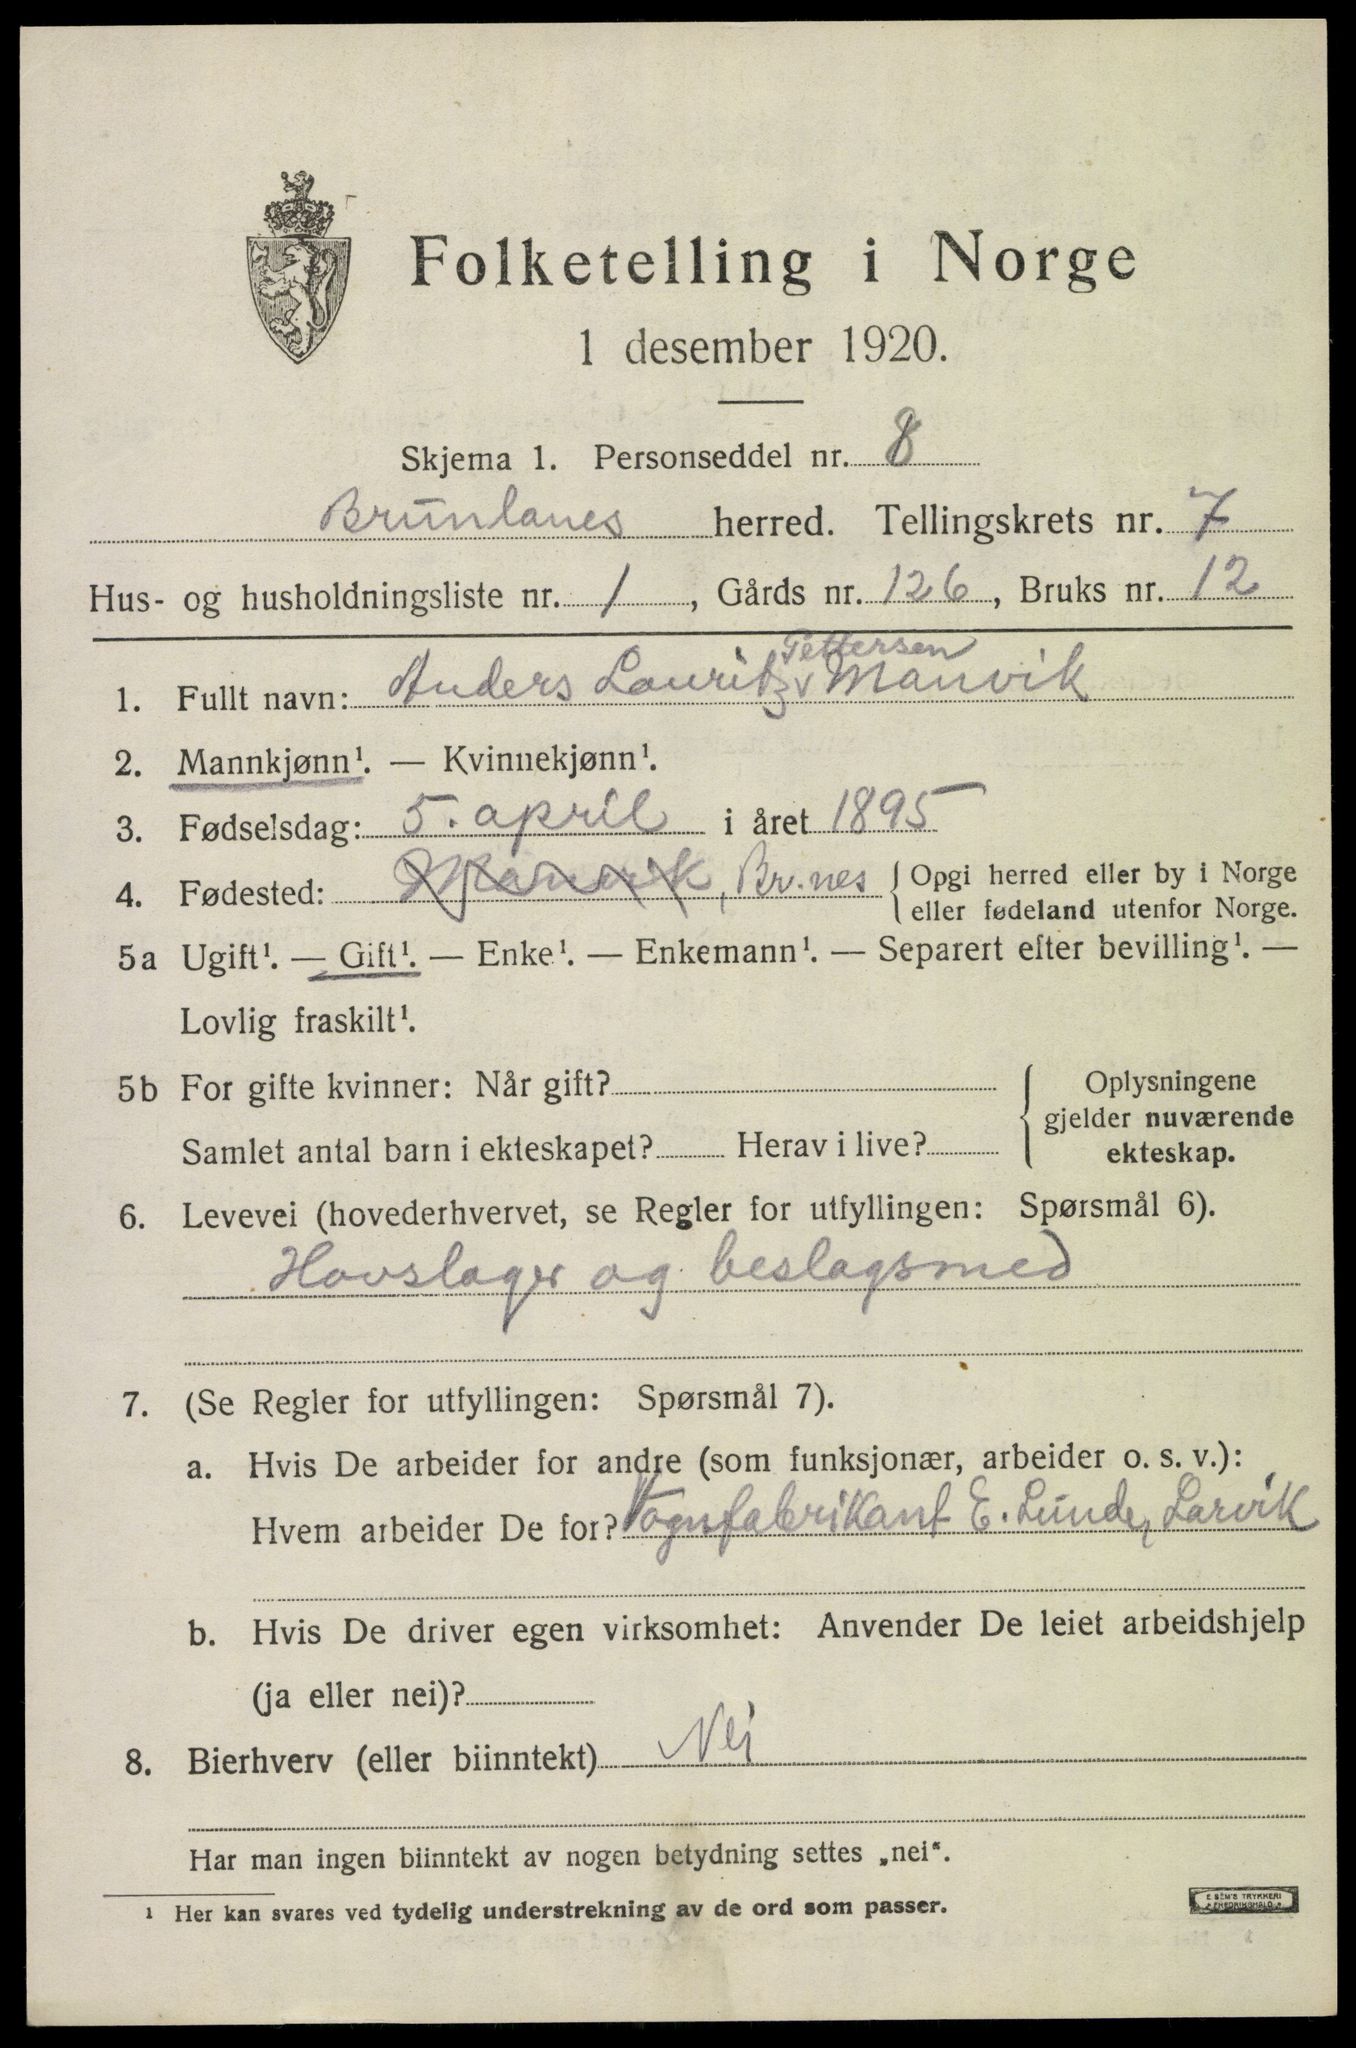 Folketelling i Norge
1 desember 1920.
Skjema 1. Personseddel nr. 8
Brunlanes herred. Tellingskrets nr. 7
Hus- og husholdningsliste nr. 1, Gårds nr. 126, Bruks nr. 12
Pettersen
1. Fullt navn: Anders Lauritz Manvik
2. Mannkjønn¹. — Kvinnekjønn¹.
3. Fødselsdag: 5. april i året 1895
4. Fødested: Manvik, Br.nes { Opgi herred eller by i Norge
eller fødeland utenfor Norge.
5a Ugift¹. — Gift¹. — Enke¹. — Enkemann¹. — Separert efter bevilling¹. —
Lovlig fraskilt¹.
5b For gifte kvinner: Når gift? { Oplysningene
gjelder nuværende
Samlet antal barn i ekteskapet? Herav i live? ekteskap.
6. Levevei (hovederhvervet, se Regler for utfyllingen: Spørsmål 6).
Hovslager og beslagsmed
7. (Se Regler for utfyllingen: Spørsmål 7).
a. Hvis De arbeider for andre (som funksjonær, arbeider o. s. v.):
Hvem arbeider De for? Vognfabrikant E. Lunde, Larvik
b. Hvis De driver egen virksomhet: Anvender De leiet arbeidshjelp
(ja eller nei)?
8. Bierhverv (eller biinntekt) Nei
Har man ingen biinntekt av nogen betydning settes „nei“.
¹ Her kan svares ved tydelig understrekning av de ord som passer.
E SEM'S TRYKKERI
FREDRIKSHALD